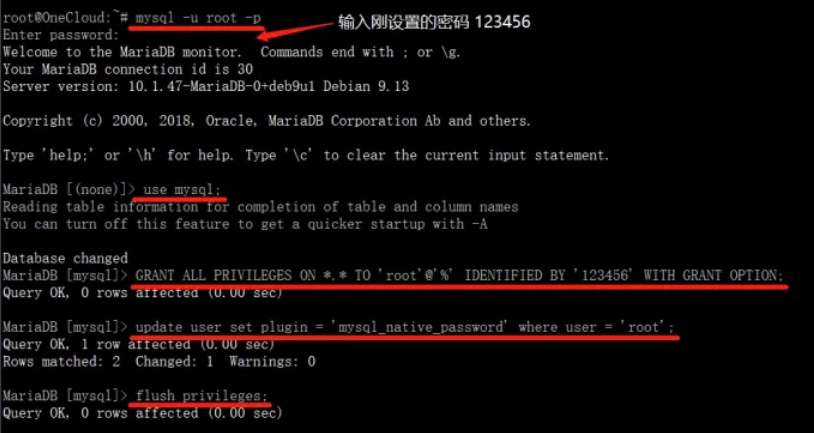 root@OneCloud:~# mysql -u root -p
输入刚设置的密码 123456
Enter password:
Welcome to the MariaDB monitor.  Commands end with ; or \g.
Your MariaDB connection id is 30
Server version: 10.1.47-MariaDB-0+deb9u1 Debian 9.13
Copyright (c) 2000, 2018, Oracle, MariaDB Corporation Ab and others.
Type 'help;' or '\h' for help. Type '\c' to clear the current input statement.
MariaDB [(none)]> use mysql;
Reading table information for completion of table and column names
You can turn off this feature to get a quicker startup with -A
Database changed
MariaDB [mysql]> GRANT ALL PRIVILEGES ON *.* TO 'root'@'%' IDENTIFIED BY '123456' WITH GRANT OPTION;
Query OK, 0 rows affected (0.00 sec)
MariaDB [mysql]> update user set plugin = 'mysql_native_password' where user = 'root';
Query OK, 1 row affected (0.00 sec)
Rows matched: 2  Changed: 1  Warnings: 0
MariaDB [mysql]> flush privileges;
Query OK, 0 rows affected (0.00 sec)